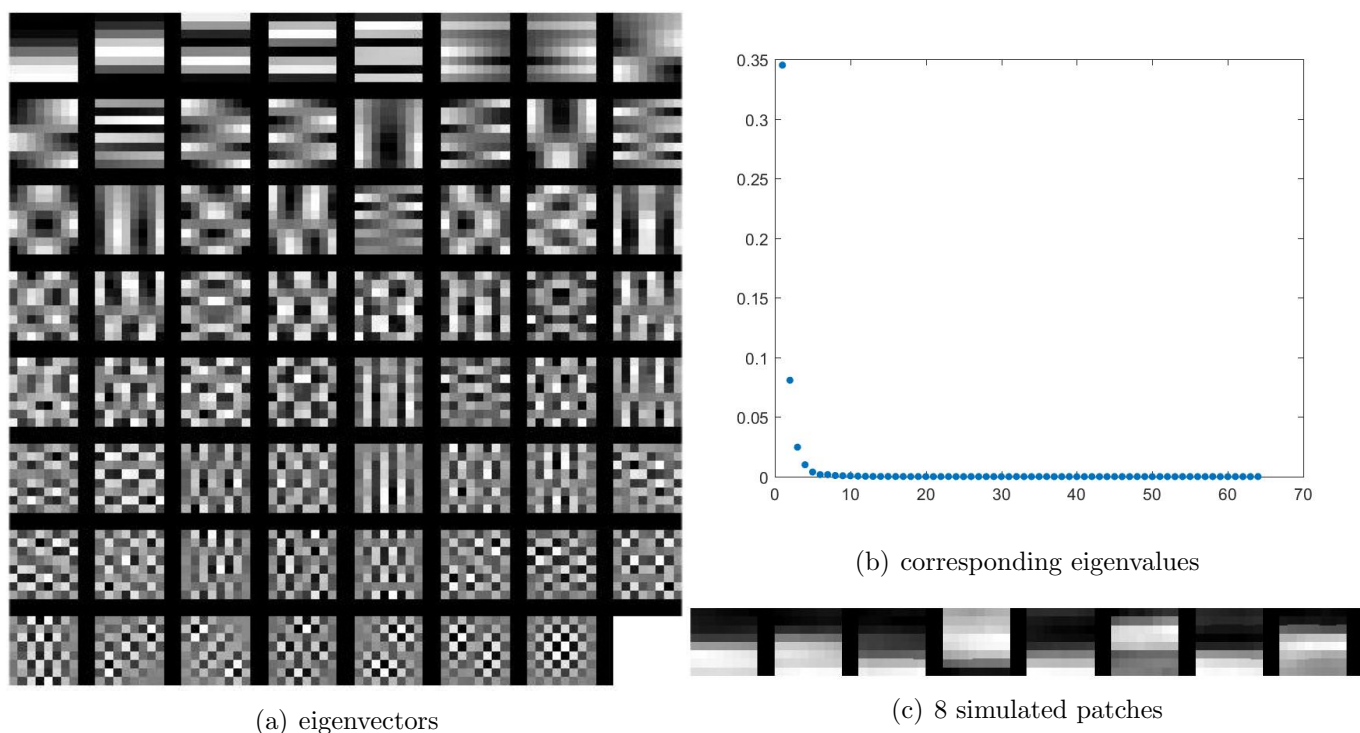 0.35
0.3
0.25
0.2
0.15
0.1
0.05
0
0 10 20 30 40 50 60 70
(b) corresponding eigenvalues
(a) eigenvectors
(c) 8 simulated patches